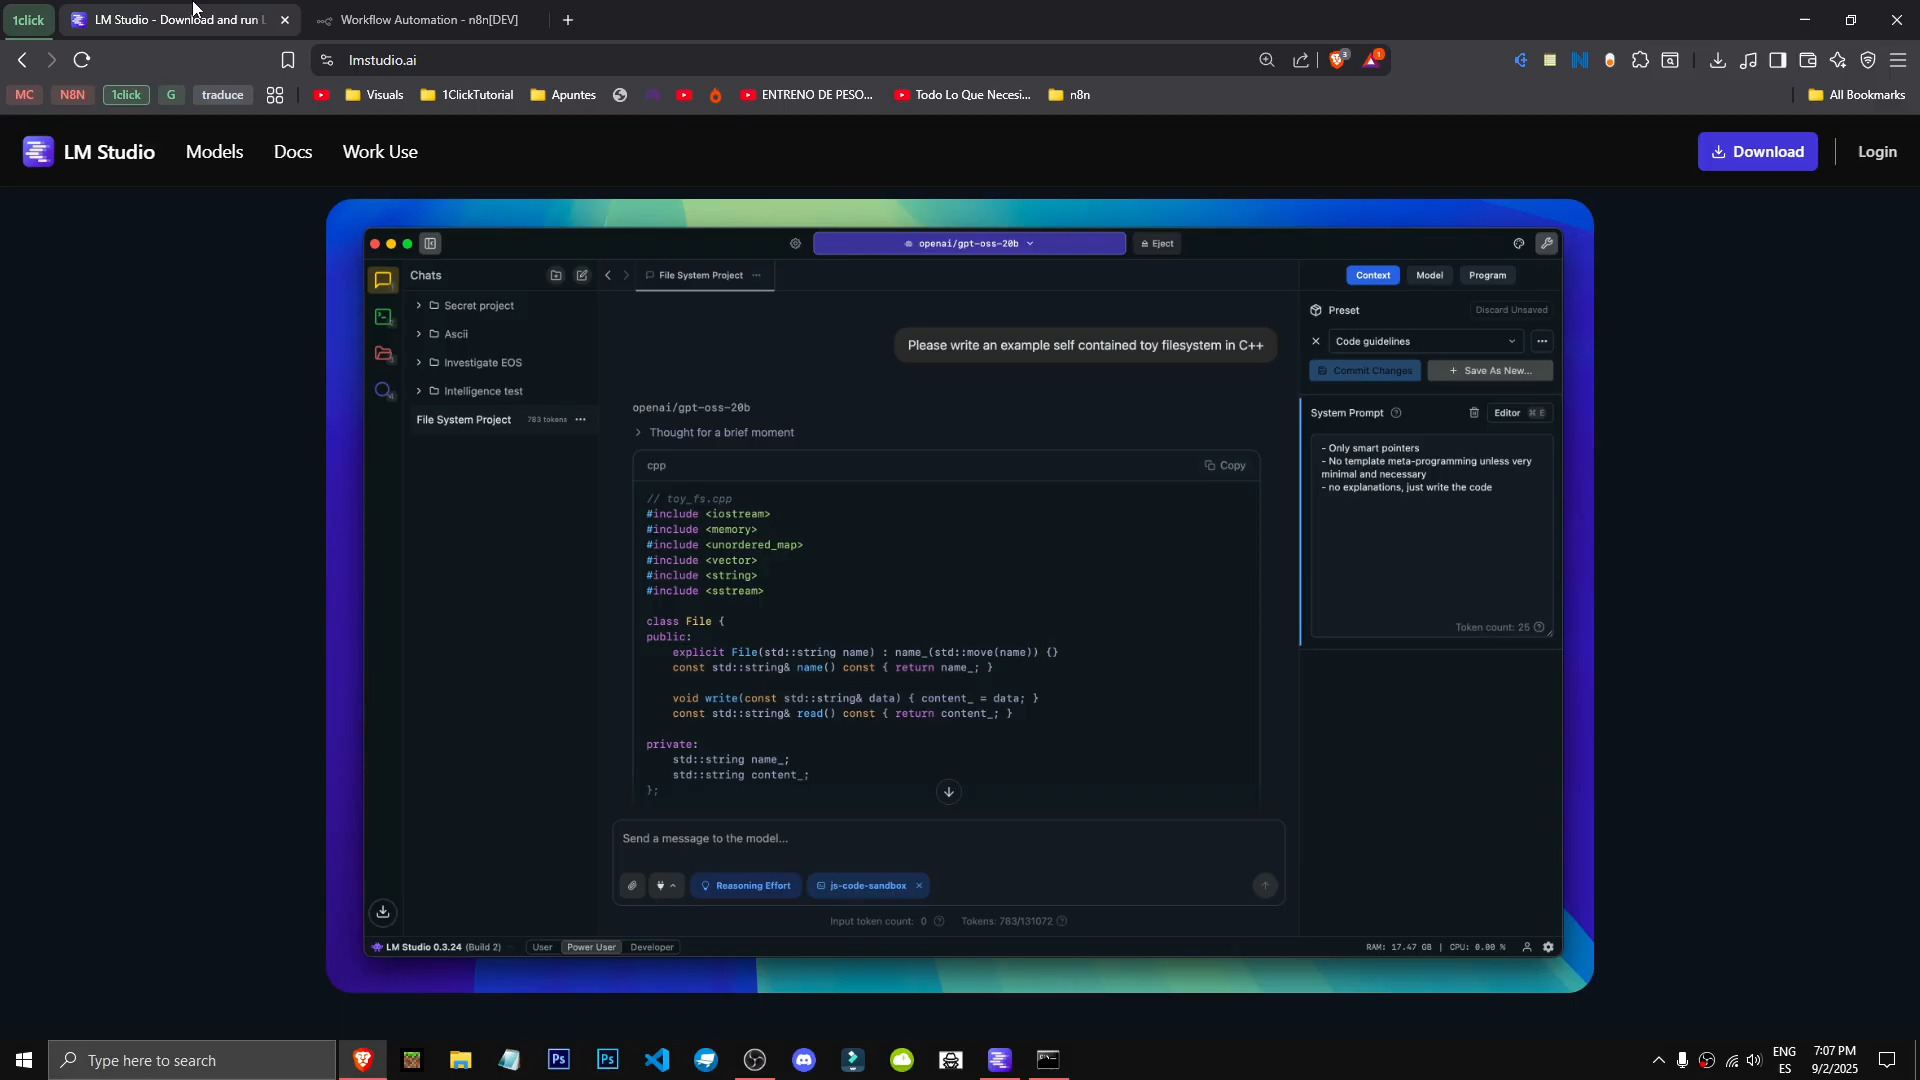 1click
LM Studio - Download and run L
Workflow Automation - n8n[DEV]
lmstudio.ai
3
1
MC
N8N
1click
G
traduce
Visuals
1ClickTutorial
Apuntes
ENTRENO DE PESO...
Todo Lo Que Necesi...
n8n
All Bookmarks
LM Studio
Models
Docs
Work Use
Download
Login
openai/gpt-oss-20b
Eject
Chats
File System Project
Context
Model
Program
Secret project
Ascii
Investigate EOS
Intelligence test
File System Project
783 tokens
Preset
Discard Unsaved
Code guidelines
Commit Changes
+ Save As New...
System Prompt
Editor ⌘ E
- Only smart pointers
- No template meta-programming unless very
minimal and necessary
- no explanations, just write the code
Token count: 25
Please write an example self contained toy filesystem in C++
openai/gpt-oss-20b
Thought for a brief moment
cpp
Copy
// toy_fs.cpp
#include <iostream>
#include <memory>
#include <unordered_map>
#include <vector>
#include <string>
#include <sstream>
class File {
public:
explicit File(std::string name) : name_(std::move(name)) {}
const std::string& name() const { return name_; }
void write(const std::string& data) { content_ = data; }
const std::string& read() const { return content_; }
private:
std::string name_;
std::string content_;
};
Send a message to the model...
Reasoning Effort
js-code-sandbox
Input token count: 0
Tokens: 783/131072
LM Studio 0.3.24 (Build 2)
User
Power User
Developer
RAM: 17.47 GB | CPU: 0.00 %
Type here to search
Ps
Ps
ENG
ES
7:07 PM
9/2/2025